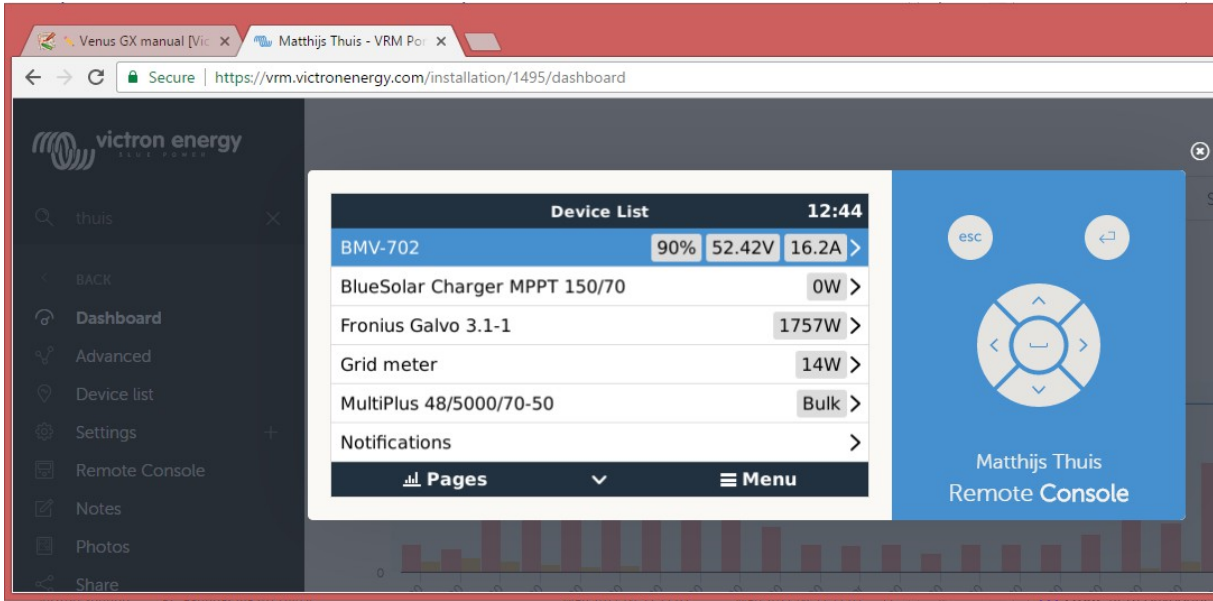 Venus GX manual [Vic
Matthijs Thuis - VRM Por
Secure | https://vrm.victronenergy.com/installation/1495/dashboard
victron energy
BLUE POWER
thuis
BACK
Dashboard
Advanced
Device list
Settings
Remote Console
Notes
Photos
Share
Device List 12:44
BMV-702 90% 52.42V 16.2A
BlueSolar Charger MPPT 150/70 0W
Fronius Galvo 3.1-1 1757W
Grid meter 14W
MultiPlus 48/5000/70-50 Bulk
Notifications
Pages Menu
esc
Matthijs Thuis
Remote Console
0